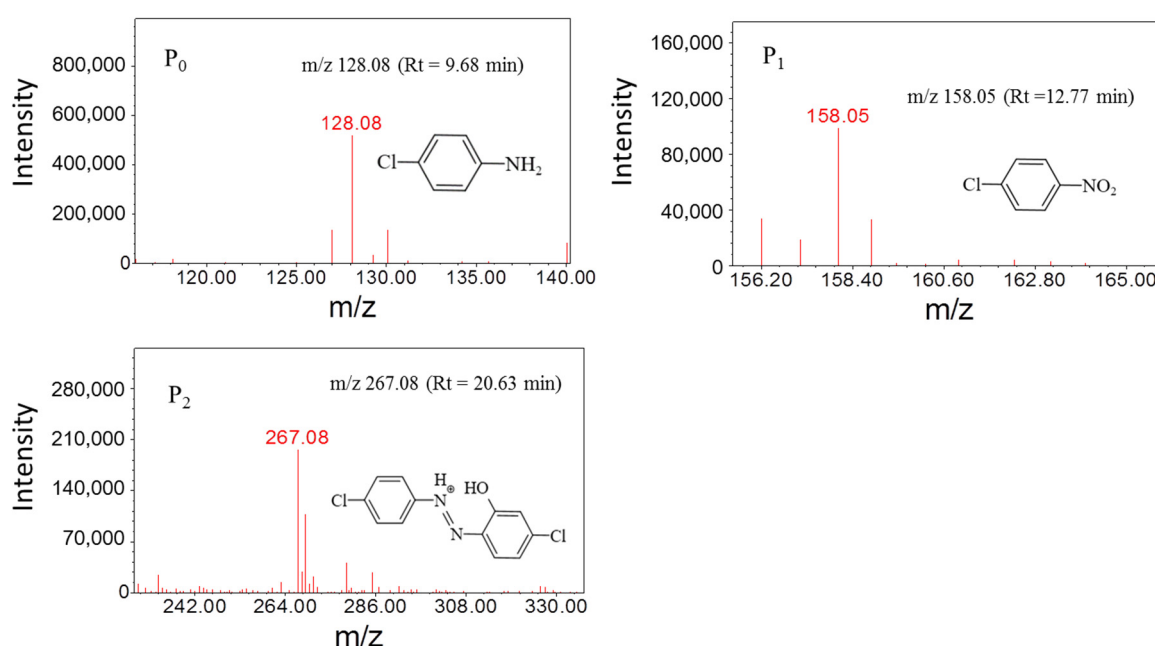 P₀
m/z 128.08 (Rt = 9.68 min)
800,000
600,000
400,000
200,000
0
128.08
Cl
NH₂
120.00 125.00 130.00 135.00 140.00
Intensity
m/z
P₁
m/z 158.05 (Rt =12.77 min)
160,000
120,000
80,000
40,000
0
158.05
Cl
NO₂
156.20 158.40 160.60 162.80 165.00
Intensity
m/z
P₂
m/z 267.08 (Rt = 20.63 min)
280,000
210,000
140,000
70,000
0
267.08
H
⊕
HO
Cl
N
N
Cl
242.00 264.00 286.00 308.00 330.00
Intensity
m/z